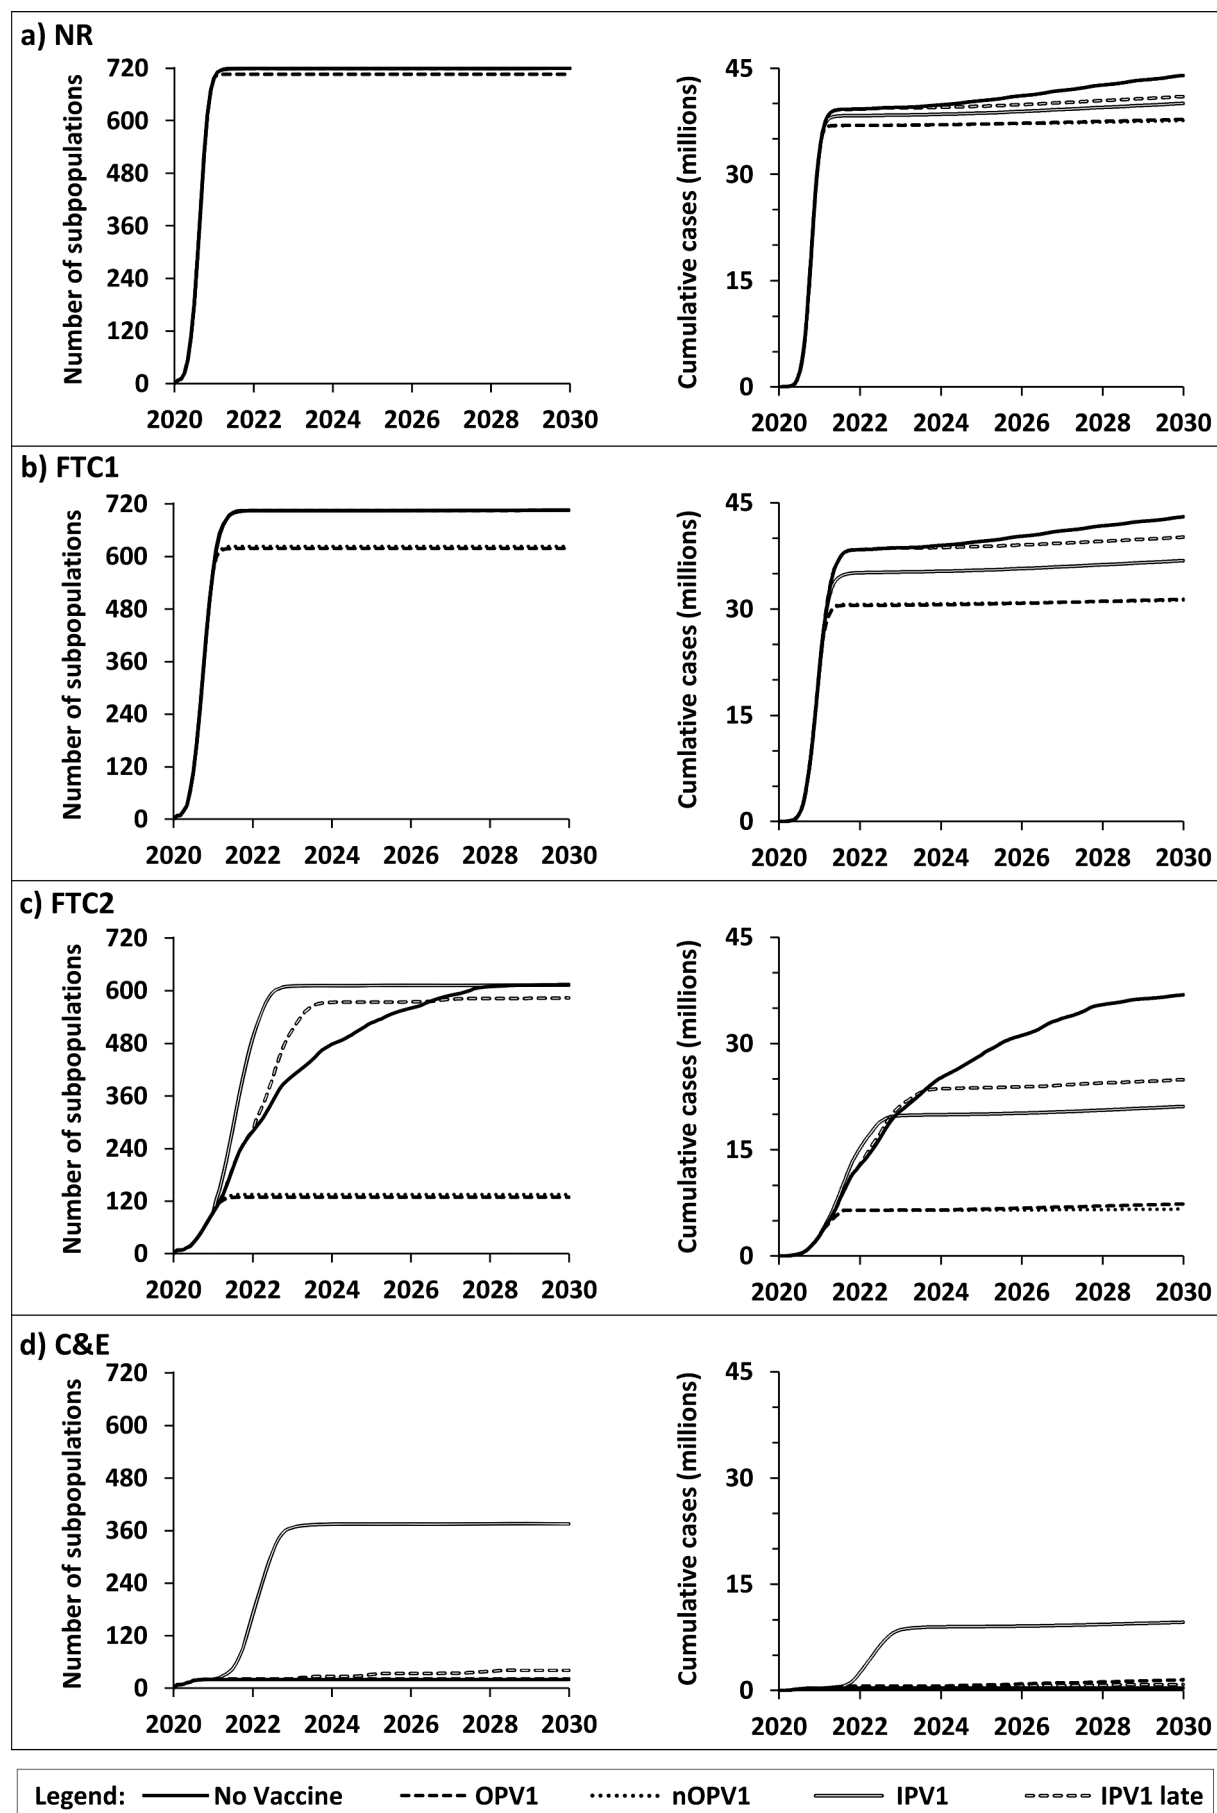 a) NR
Number of subpopulations
720
600
480
360
240
120
0
2020 2022 2024 2026 2028 2030
Cumulative cases (millions)
45
30
15
0
2020 2022 2024 2026 2028 2030
b) FTC1
Number of subpopulations
720
600
480
360
240
120
0
2020 2022 2024 2026 2028 2030
Cumlative cases (millions)
45
30
15
0
2020 2022 2024 2026 2028 2030
c) FTC2
Number of subpopulations
720
600
480
360
240
120
0
2020 2022 2024 2026 2028 2030
Cumulative cases (millions)
45
30
15
0
2020 2022 2024 2026 2028 2030
d) C&E
Number of subpopulations
720
600
480
360
240
120
0
2020 2022 2024 2026 2028 2030
Cumulative cases (millions)
45
30
15
0
2020 2022 2024 2026 2028 2030
Legend: No Vaccine OPV1 nOPV1 IPV1 IPV1 late